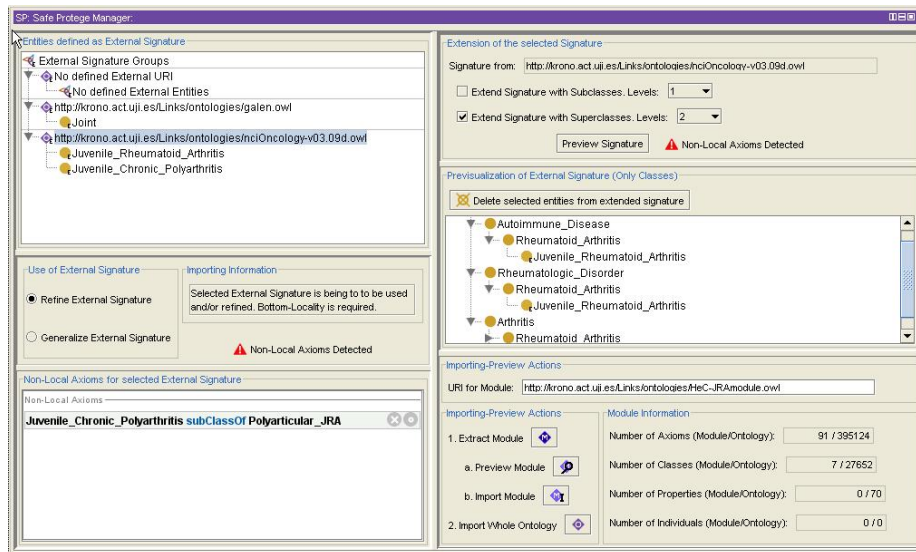 SP: Safe Protege Manager:
Entities defined as External Signature
External Signature Groups
No defined External URI
No defined External Entities
http://krono.act.uji.es/Links/ontologies/galen.owl
Joint
http://krono.act.uji.es/Links/ontologies/nciOncology-v03.09d.owl
Juvenile_Rheumatoid_Arthritis
Juvenile_Chronic_Polyarthritis
Use of External Signature
Refine External Signature
Generalize External Signature
Importing Information
Selected External Signature is being to to be used
and/or refined. Bottom-Locality is required.
Non-Local Axioms Detected
Non-Local Axioms for selected External Signature
Non-Local Axioms
Juvenile_Chronic_Polyarthritis subClassOf Polyarticular_JRA
Extension of the selected Signature
Signature from: http://krono.act.uji.es/Links/ontologies/nciOncology-v03.09d.owl
Extend Signature with Subclasses. Levels: 1
Extend Signature with Superclasses. Levels: 2
Preview Signature Non-Local Axioms Detected
Previsualization of External Signature (Only Classes)
Delete selected entities from extended signature
Autoimmune_Disease
Rheumatoid_Arthritis
Juvenile_Rheumatoid_Arthritis
Rheumatologic_Disorder
Rheumatoid_Arthritis
Juvenile_Rheumatoid_Arthritis
Arthritis
Rheumatoid_Arthritis
Importing-Preview Actions
URI for Module: http://krono.act.uji.es/Links/ontologies/HeC-JRAmodule.owl
Importing-Preview Actions
1. Extract Module
a. Preview Module
b. Import Module
2. Import Whole Ontology
Module Information
Number of Axioms (Module/Ontology): 91 / 395124
Number of Classes (Module/Ontology): 7 / 27652
Number of Properties (Module/Ontology): 0 / 70
Number of Individuals (Module/Ontology): 0 / 0